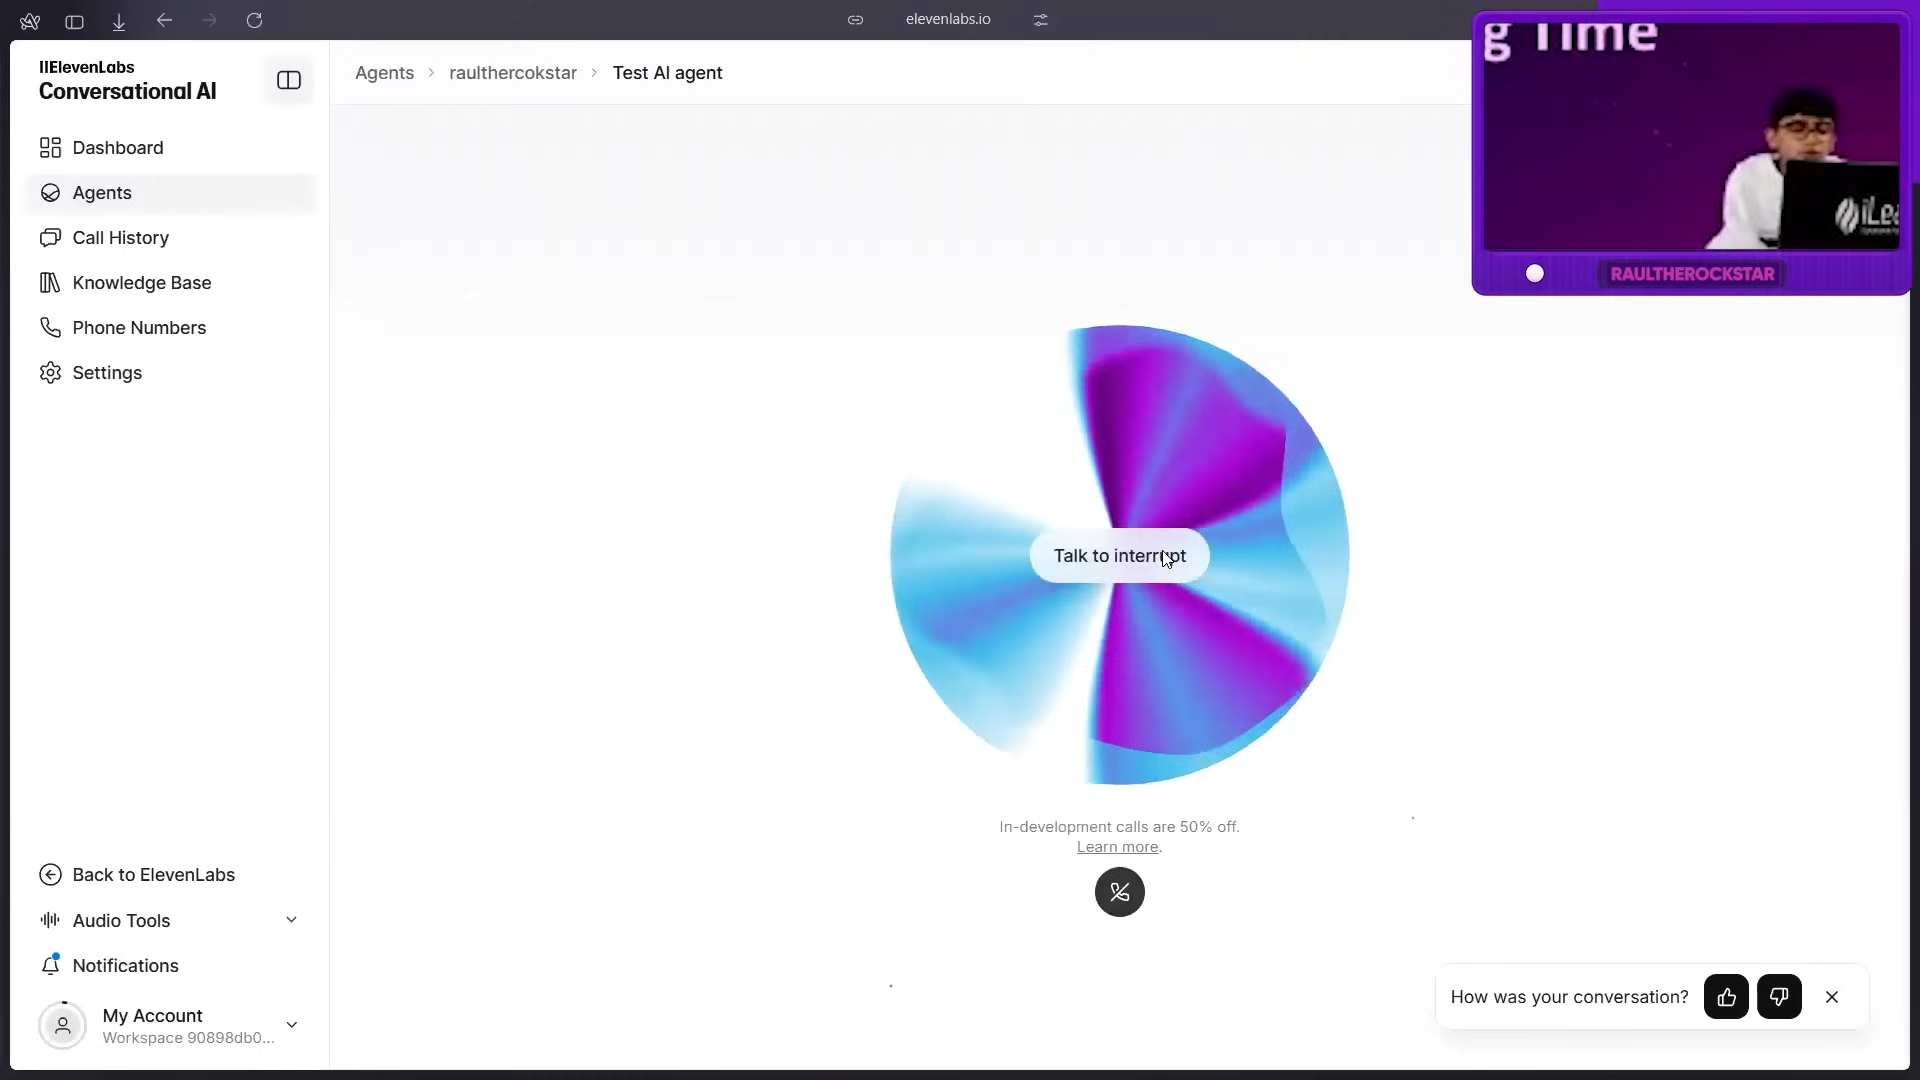 elevenlabs.io
IIElevenLabs
Conversational AI
Agents
raulthercokstar
Test AI agent
g Time
RAULTHEROCKSTAR
Dashboard
Agents
Call History
Knowledge Base
Phone Numbers
Settings
Talk to interrupt
In-development calls are 50% off.
Learn more.
Back to ElevenLabs
Audio Tools
Notifications
My Account
Workspace 90898db0...
How was your conversation?